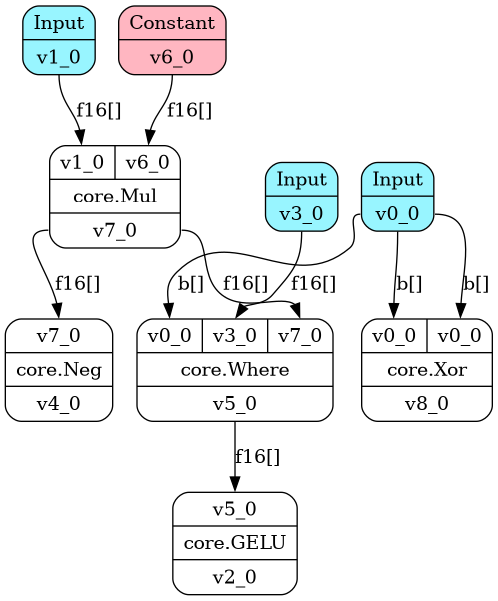 Input
v1_0
Constant
v6_0
f16[]
f16[]
v1_0 v6_0
core.Mul
v7_0
Input
v3_0
Input
v0_0
f16[]
b[]
f16[]
f16[]
b[]
b[]
v7_0
core.Neg
v4_0
v0_0 v3_0 v7_0
core.Where
v5_0
v0_0 v0_0
core.Xor
v8_0
f16[]
v5_0
core.GELU
v2_0